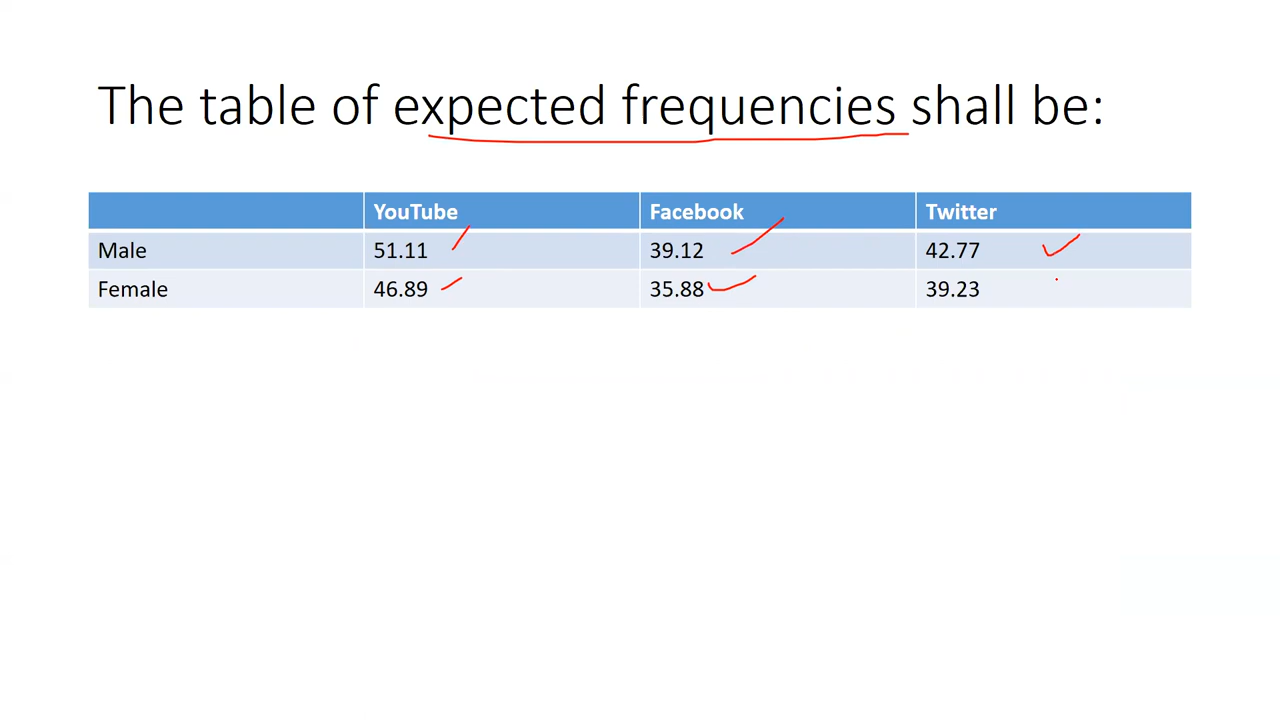 The table of expected frequencies shall be:
YouTube Facebook Twitter
Male 51.11 39.12 42.77
Female 46.89 35.88 39.23